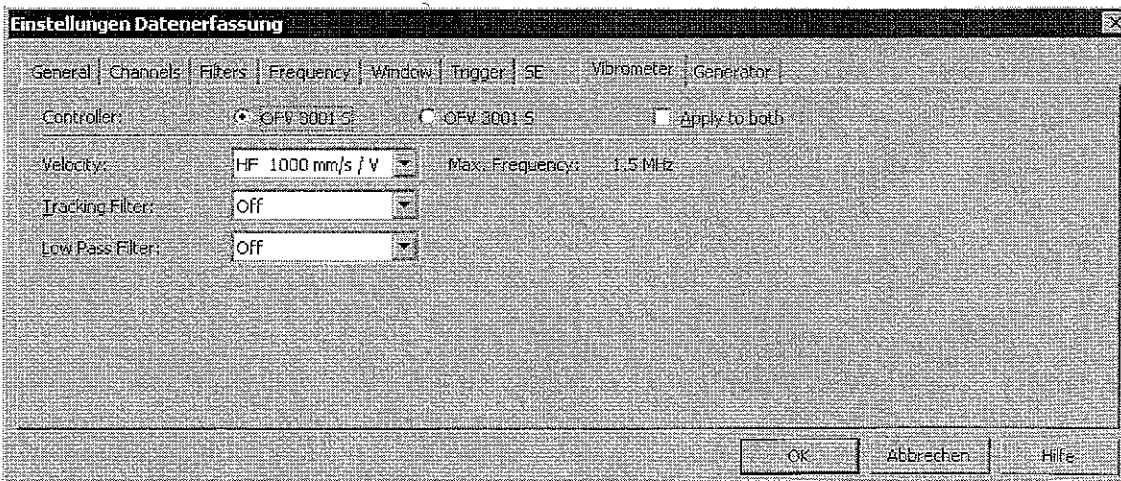 Einstellungen Datenerfassung
General Channels Filters Frequency Window Trigger SE Vibrometer Generator
Controller: OFV 3001 S OFV 3001 S Apply to both
Velocity: HF 1000 mm/s / V Max. Frequency: 1.5 MHz
Tracking Filter: Off
Low Pass Filter: Off
OK Abbrechen Hilfe